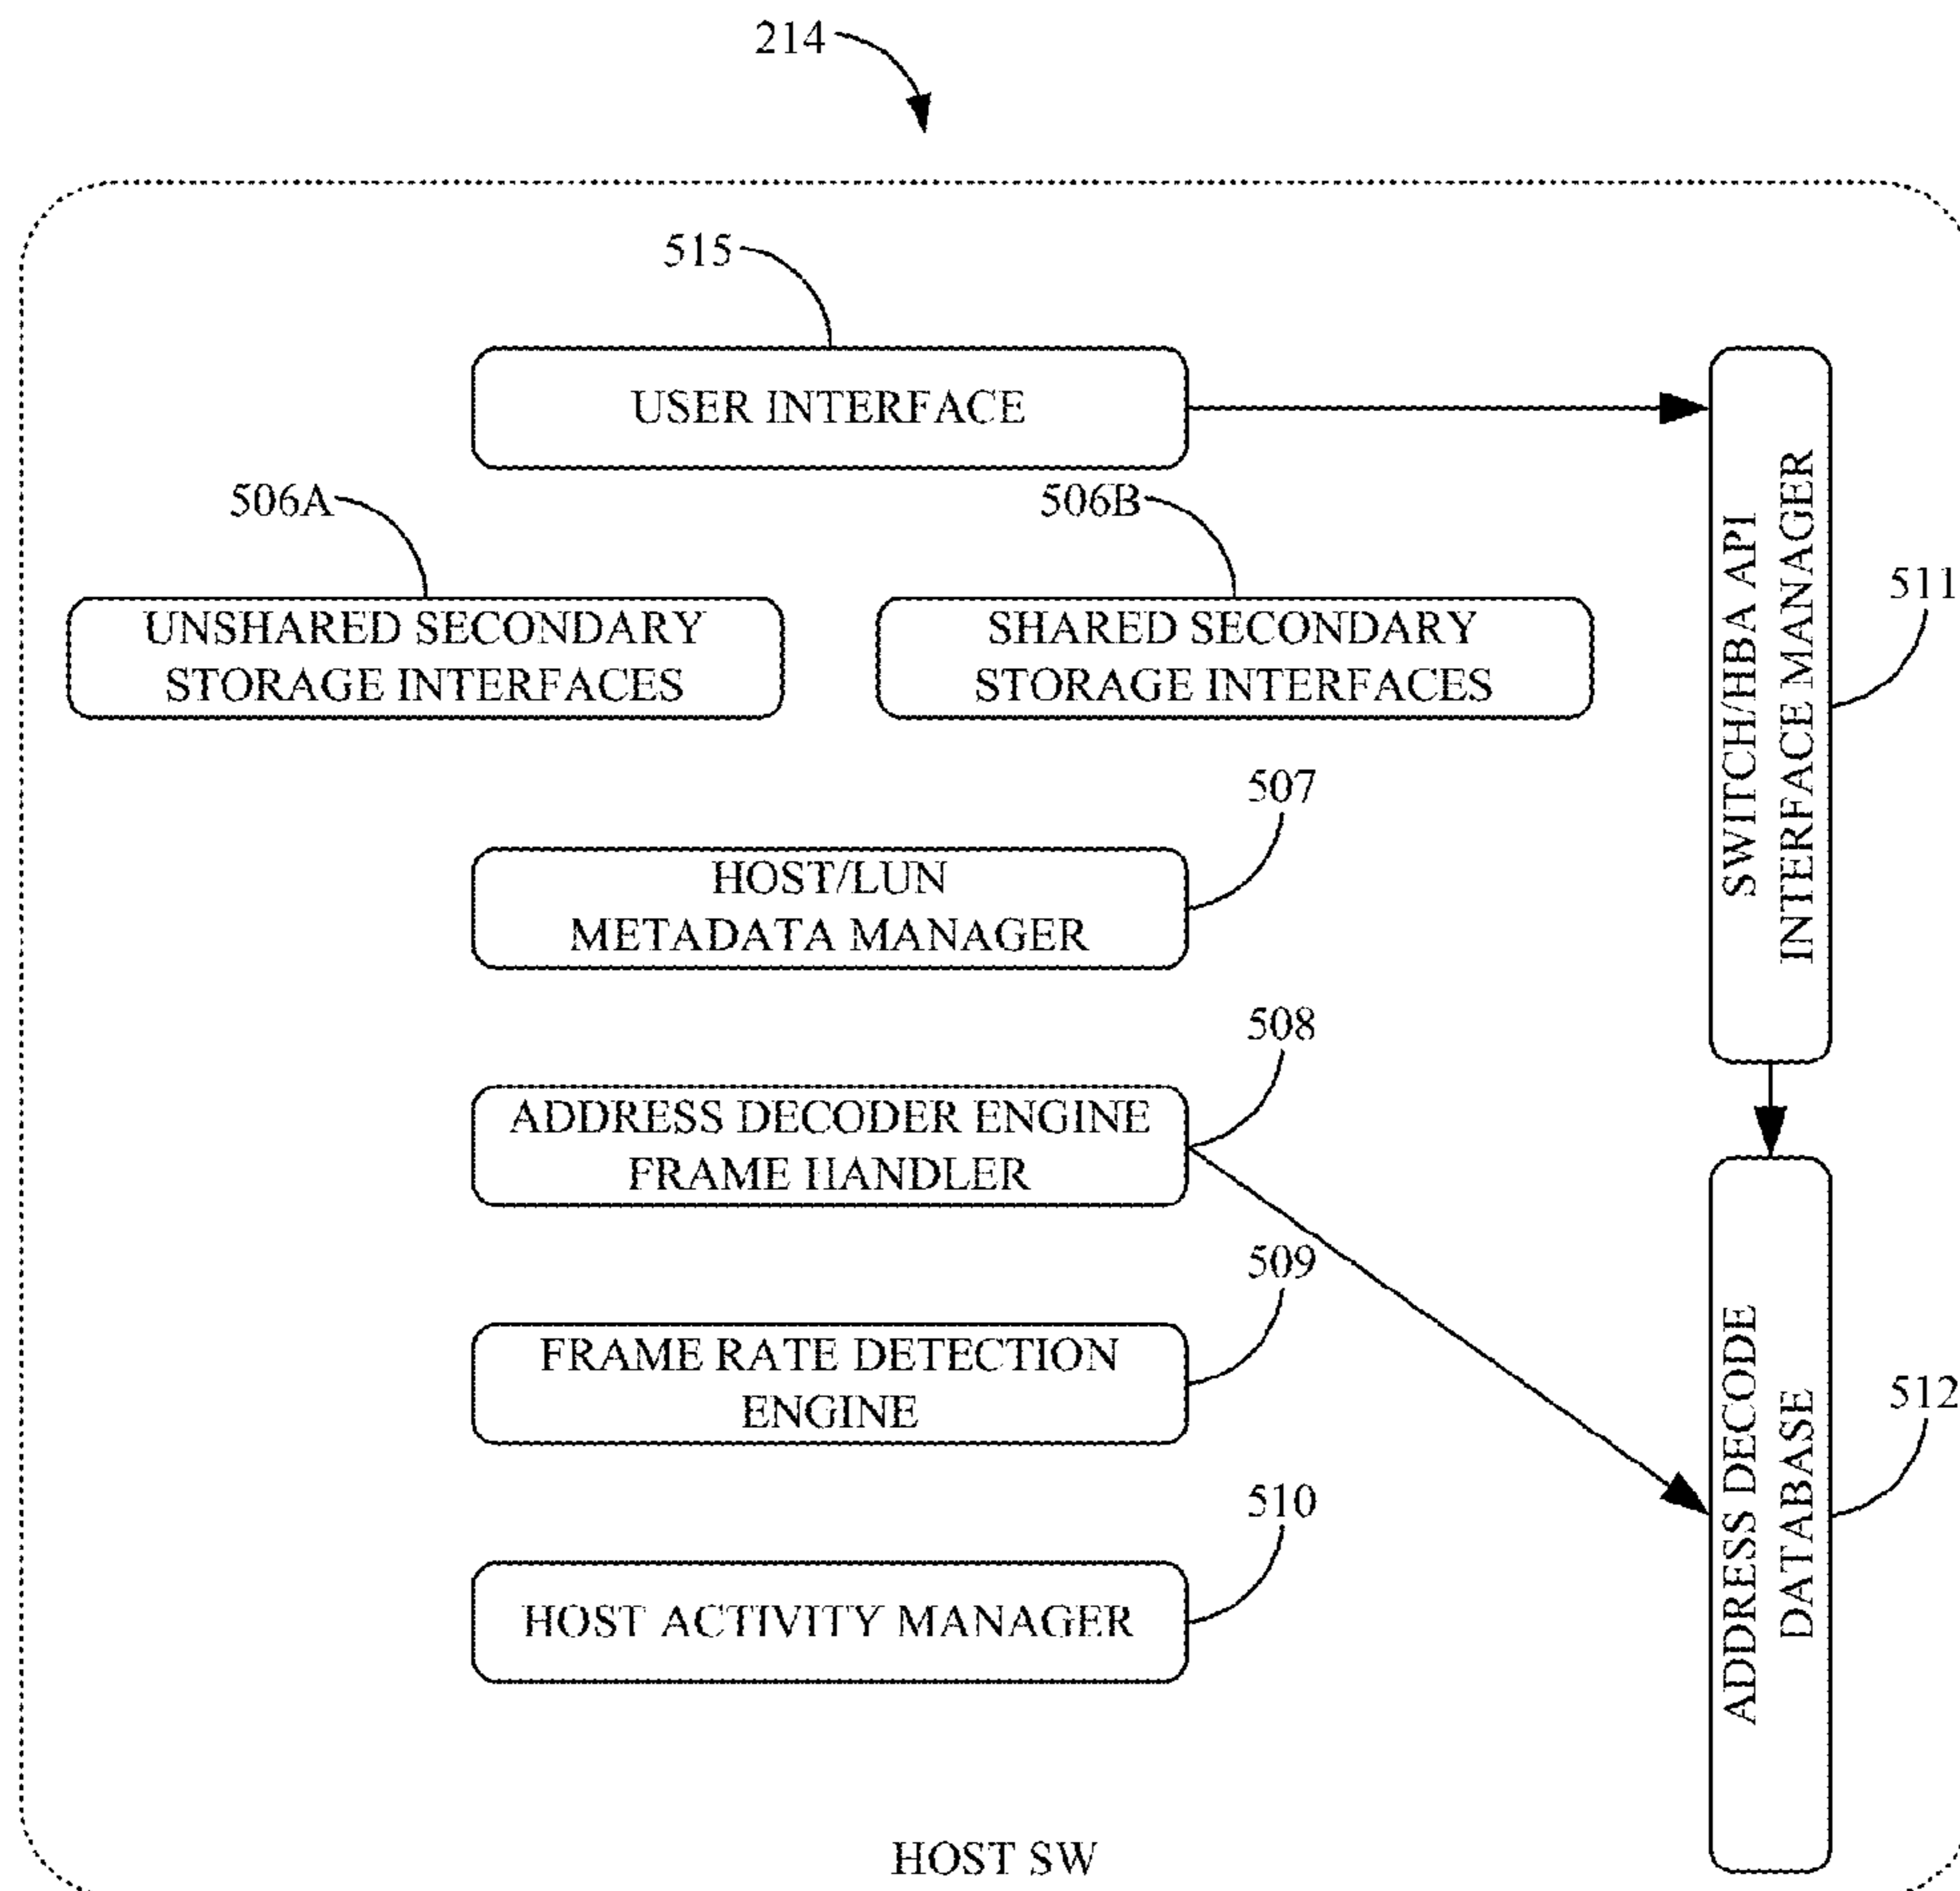 214
515
USER INTERFACE
506A
506B
UNSHARED SECONDARY
STORAGE INTERFACES
SHARED SECONDARY
STORAGE INTERFACES
SWITCH/HBA API
INTERFACE MANAGER
511
507
HOST/LUN
METADATA MANAGER
508
ADDRESS DECODER ENGINE
FRAME HANDLER
509
FRAME RATE DETECTION
ENGINE
ADDRESS DECODE
DATABASE
512
510
HOST ACTIVITY MANAGER
HOST SW